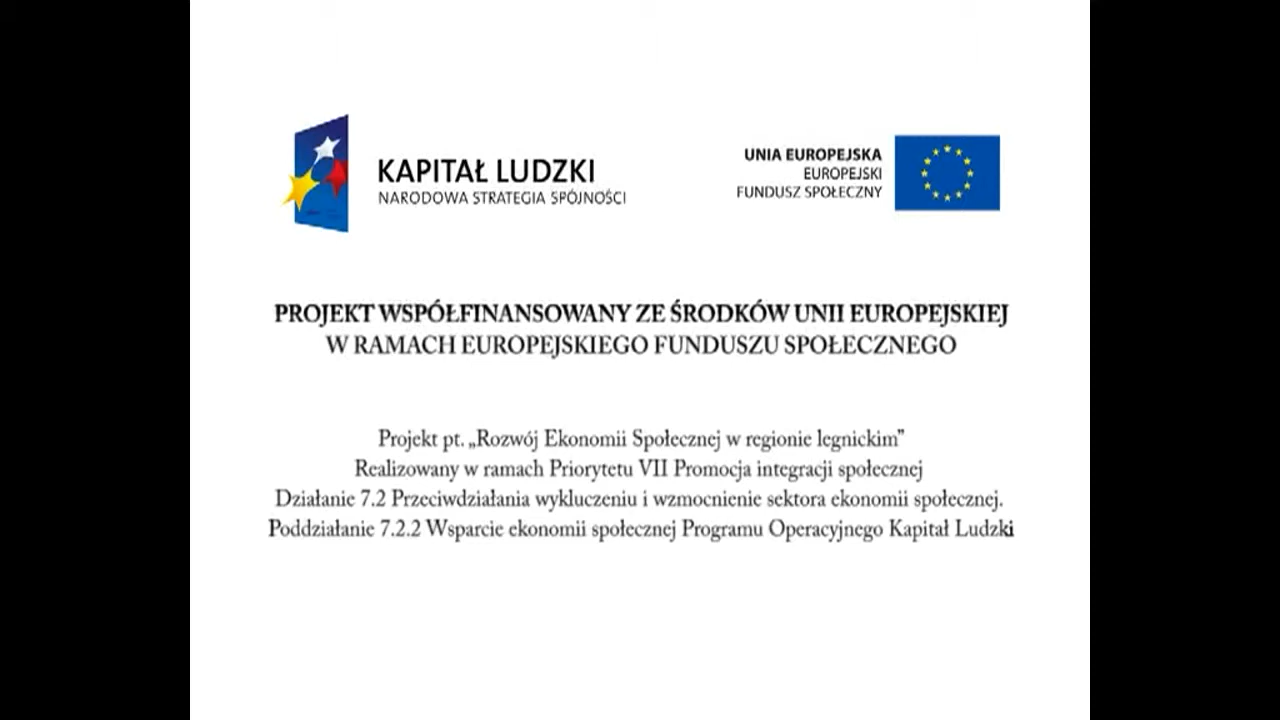 KAPITAŁ LUDZKI
NARODOWA STRATEGIA SPÓJNOŚCI
UNIA EUROPEJSKA
EUROPEJSKI
FUNDUSZ SPOŁECZNY
PROJEKT WSPÓŁFINANSOWANY ZE ŚRODKÓW UNII EUROPEJSKIEJ
W RAMACH EUROPEJSKIEGO FUNDUSZU SPOŁECZNEGO
Projekt pt. „Rozwój Ekonomii Społecznej w regionie legnickim”
Realizowany w ramach Priorytetu VII Promocja integracji społecznej
Działanie 7.2 Przeciwdziałania wykluczeniu i wzmocnienie sektora ekonomii społecznej.
Poddziałanie 7.2.2 Wsparcie ekonomii społecznej Programu Operacyjnego Kapitał Ludzki